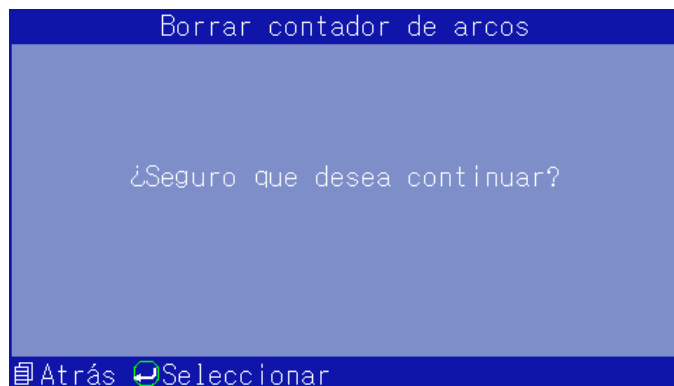 Borrar contador de arcos
¿Seguro que desea continuar?
Atrás Seleccionar